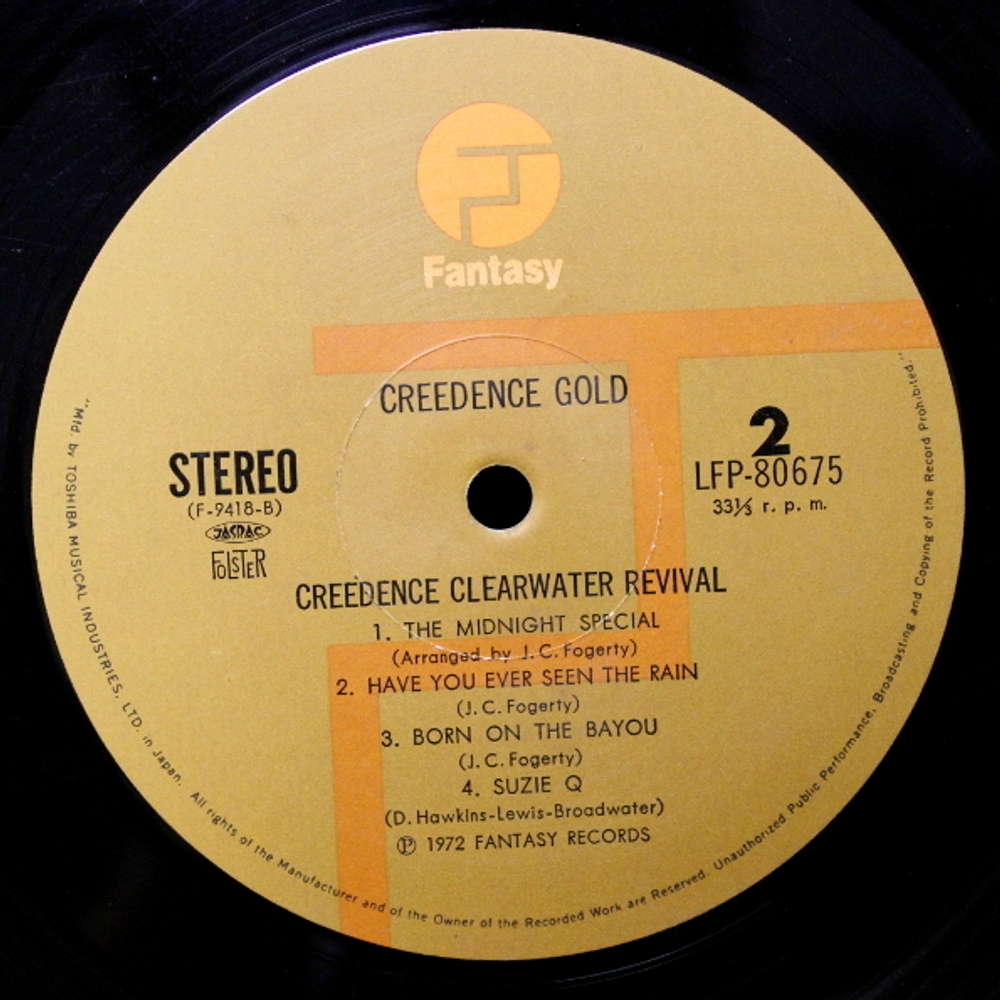 Fantasy
CREEDENCE GOLD
STEREO
(F-9418-B)
JASRAC
FOLSTER
2
LFP-80675
33⅓ r. p. m.
CREEDENCE CLEARWATER REVIVAL
1. THE MIDNIGHT SPECIAL
(Arranged by J. C. Fogerty)
2. HAVE YOU EVER SEEN THE RAIN
(J. C. Fogerty)
3. BORN ON THE BAYOU
(J. C. Fogerty)
4. SUZIE Q
(D. Hawkins-Lewis-Broadwater)
Ⓟ 1972 FANTASY RECORDS
"Mfd. by TOSHIBA MUSICAL INDUSTRIES, LTD. in Japan. All rights of the Manufacturer and of the Owner of the Recorded Work are Reserved. Unauthorized Public Performance, Broadcasting and Copying of the Record Prohibited."